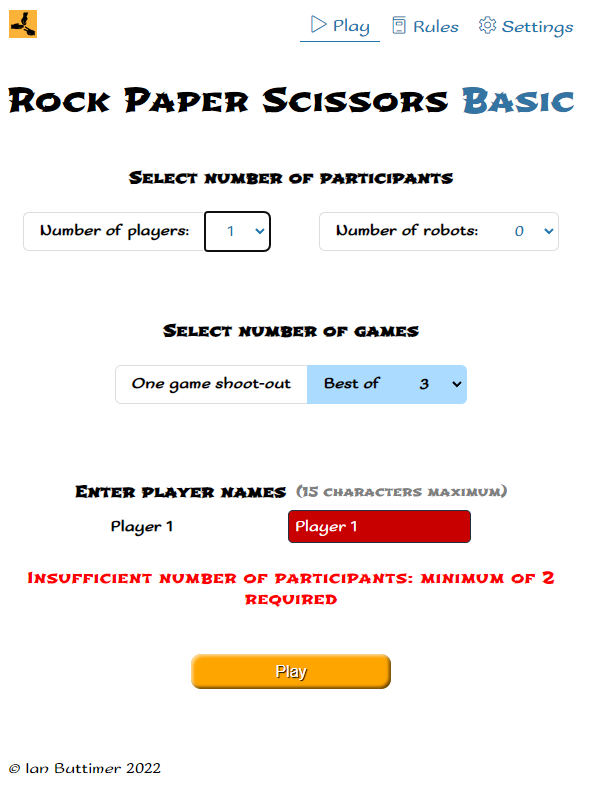 Play Rules Settings
Rock Paper Scissors Basic
Select number of participants
Number of players: 1 Number of robots: 0
Select number of games
One game shoot-out Best of 3
Enter player names (15 characters maximum)
Player 1 Player 1
Insufficient number of participants: minimum of 2
required
Play
© Ian Buttimer 2022